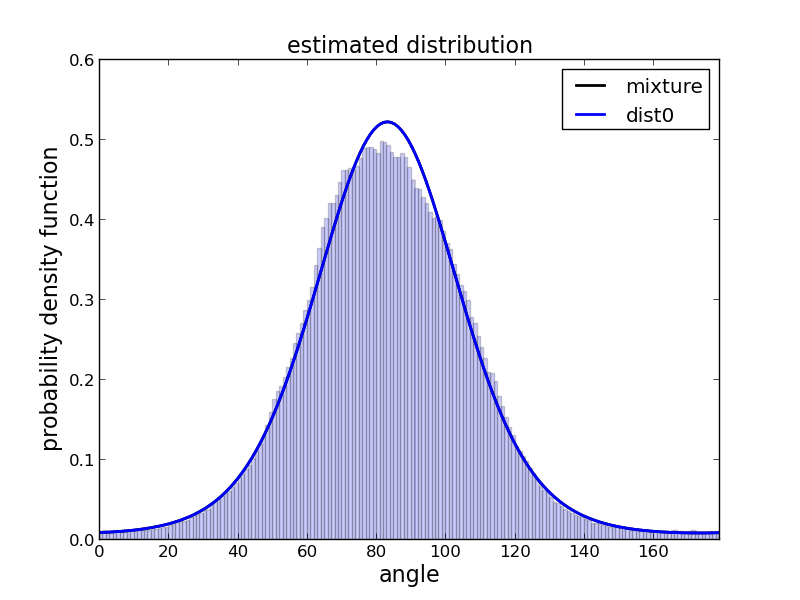 estimated distribution
mixture
dist0
probability density function
0.6
0.5
0.4
0.3
0.2
0.1
0.0
0 20 40 60 80 100 120 140 160
angle